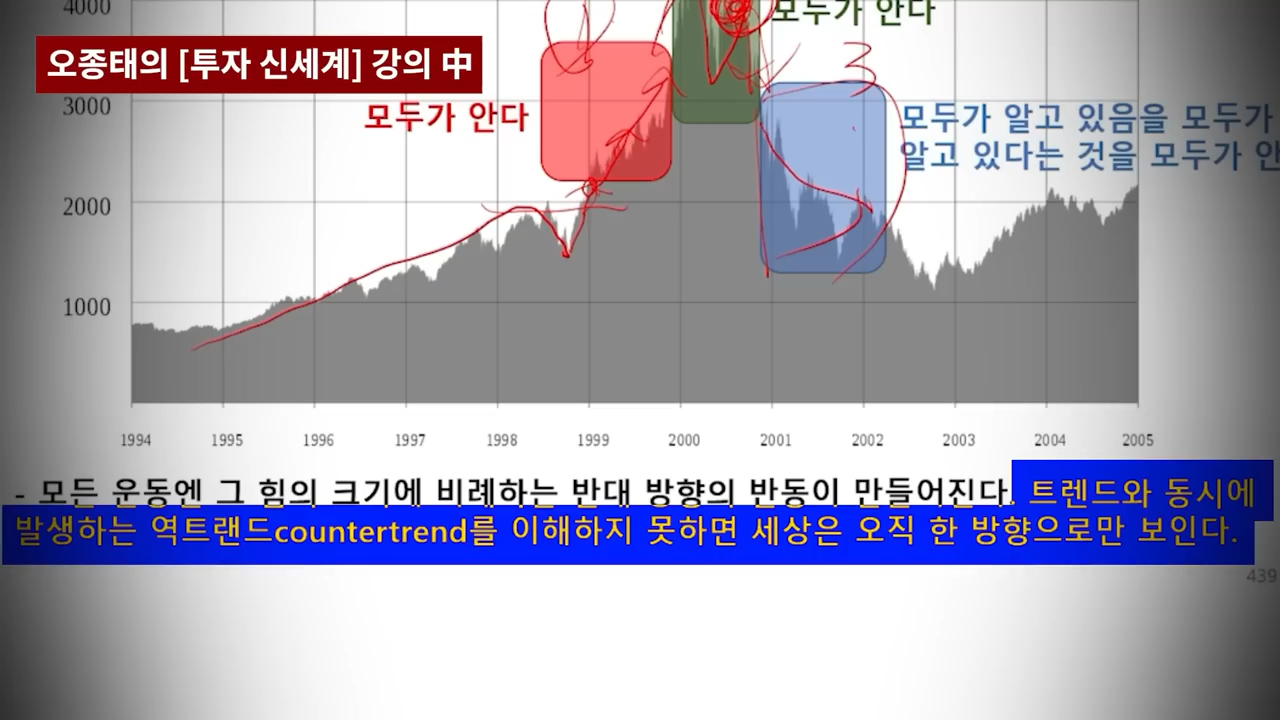 4000
모두가 안다
오종태의 [투자 신세계] 강의 中
3000
모두가 안다
모두가 알고 있음을 모두가
알고 있다는 것을 모두가
2000
1000
1994 1995 1996 1997 1998 1999 2000 2001 2002 2003 2004 2005
- 모든 운동엔 그 힘의 크기에 비례하는 반대 방향의 반동이 만들어진다. 트렌드와 동시에
발생하는 역트랜드countertrend를 이해하지 못하면 세상은 오직 한 방향으로만 보인다.
439